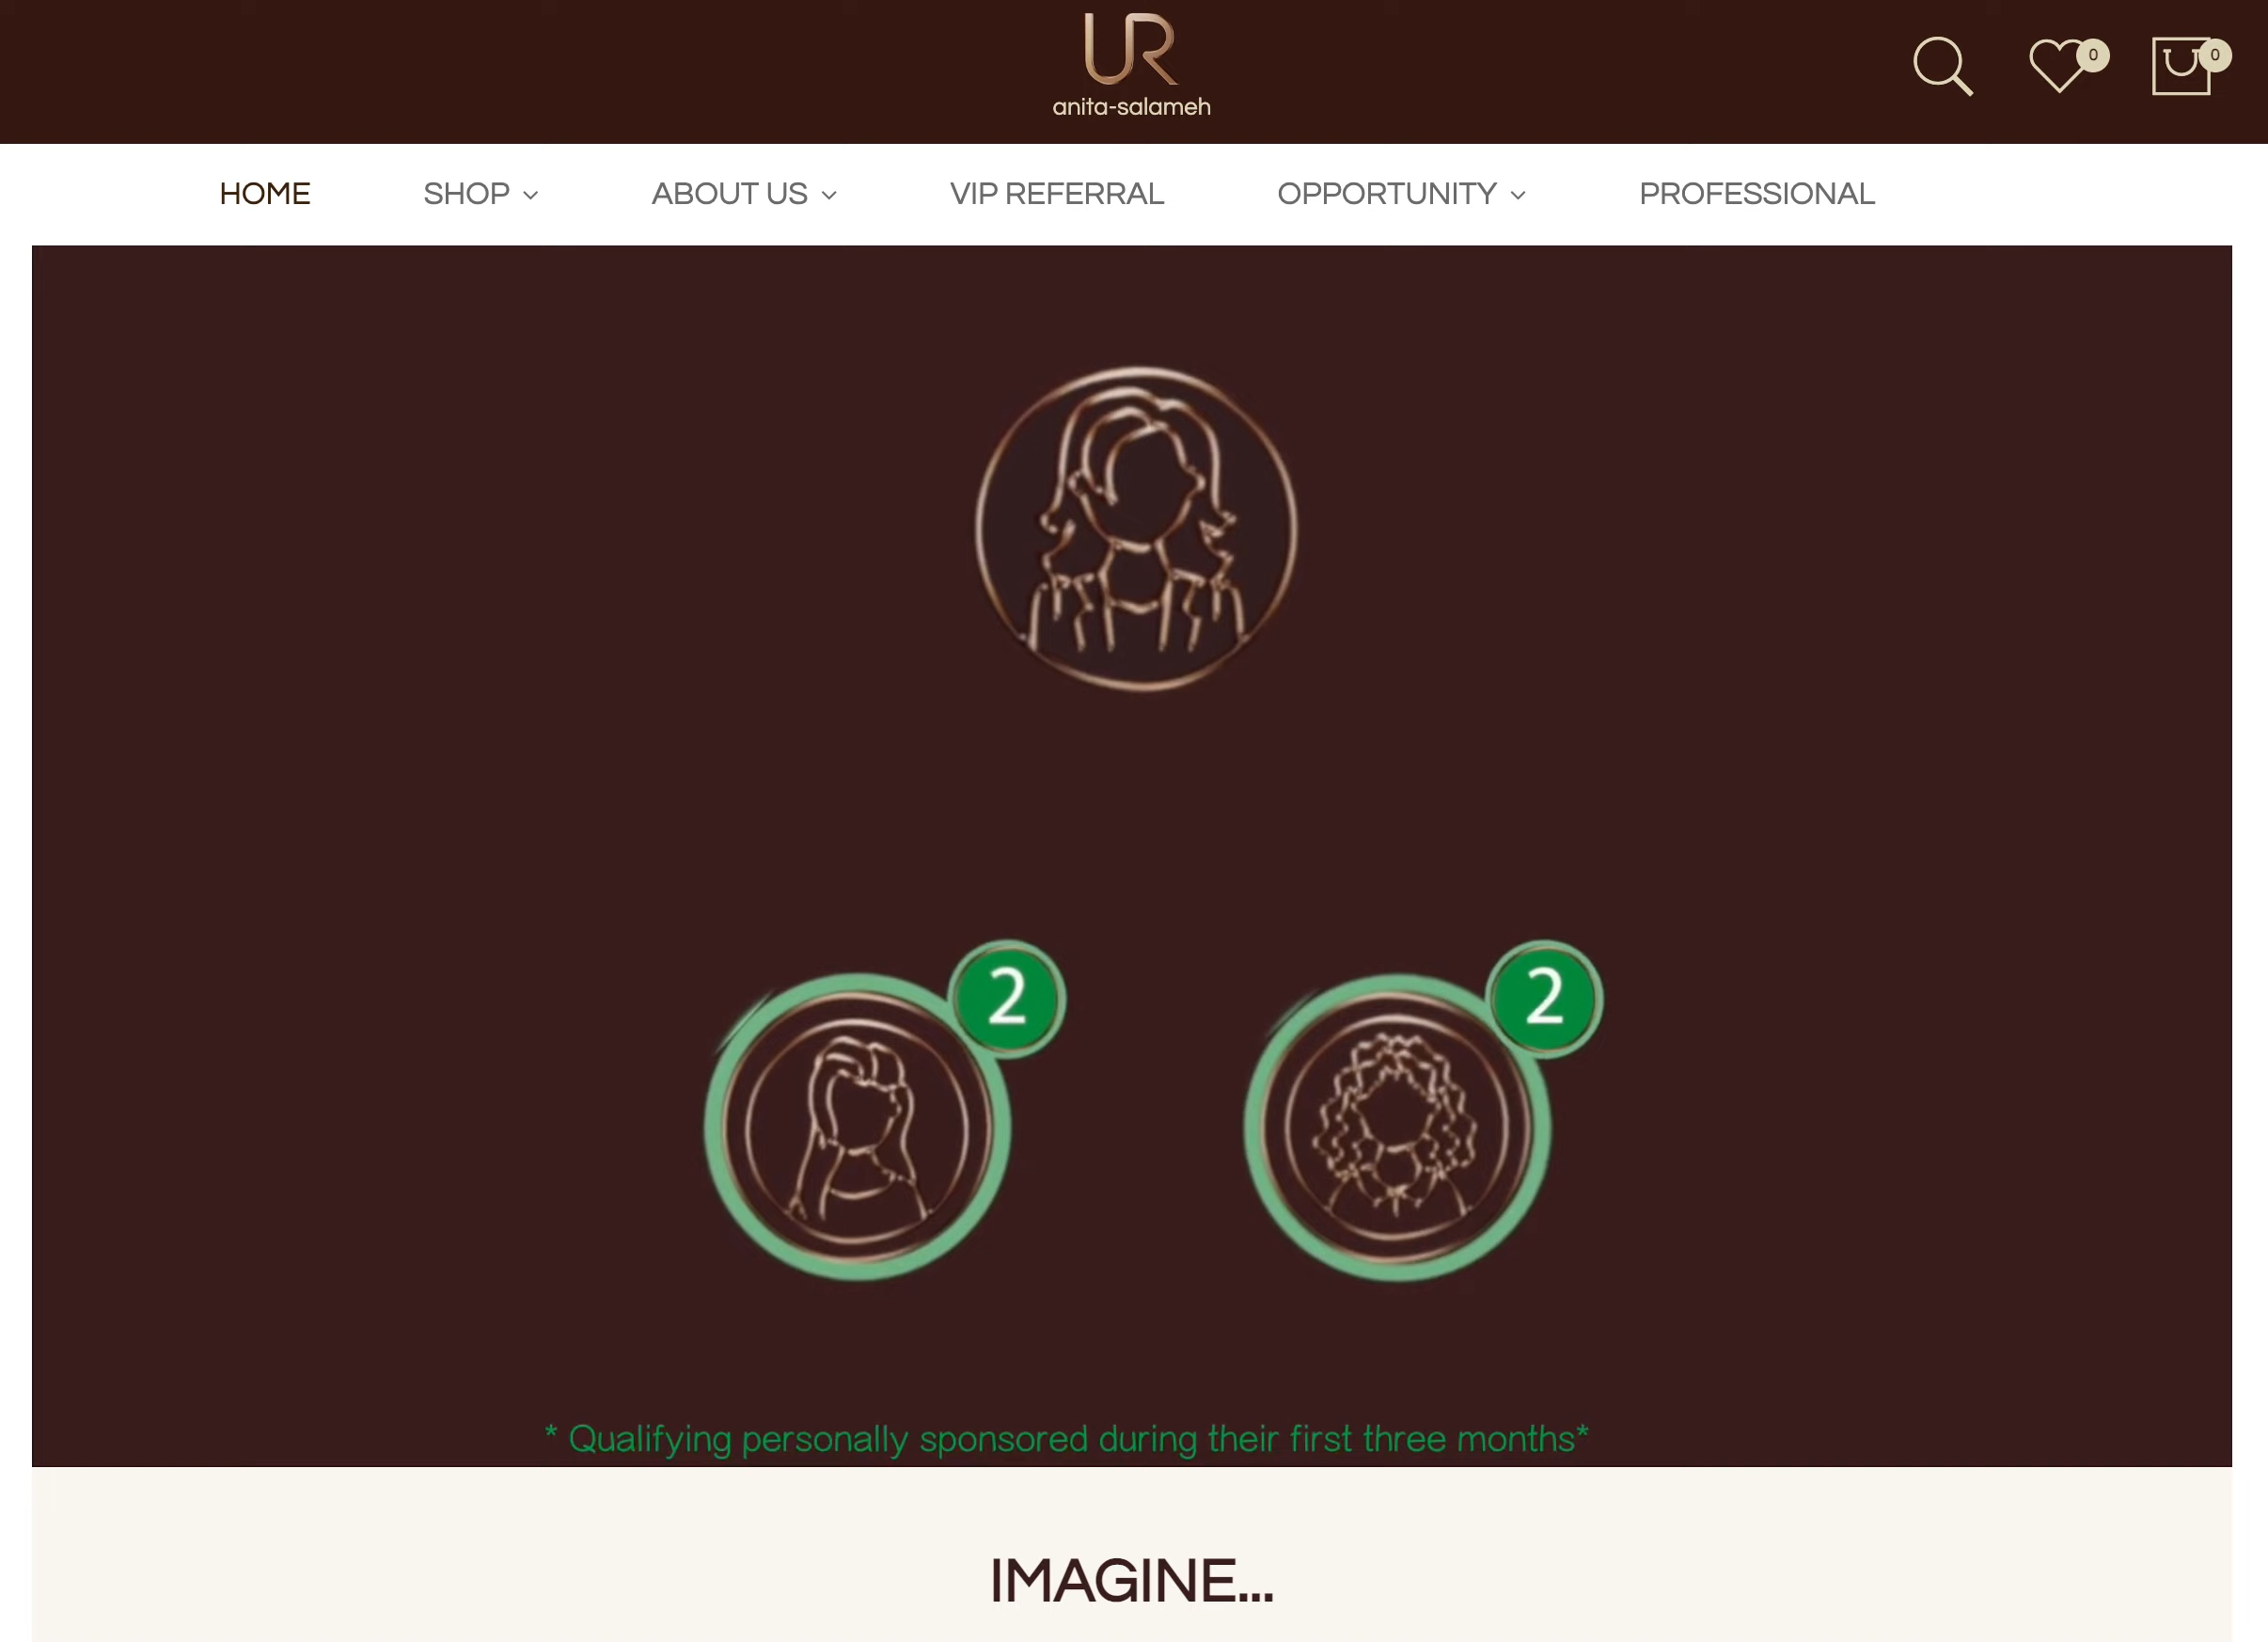 UR
anita-salameh
0
0
HOME
SHOP
ABOUT US
VIP REFERRAL
OPPORTUNITY
PROFESSIONAL
2
2
* Qualifying personally sponsored during their first three months*
IMAGINE...